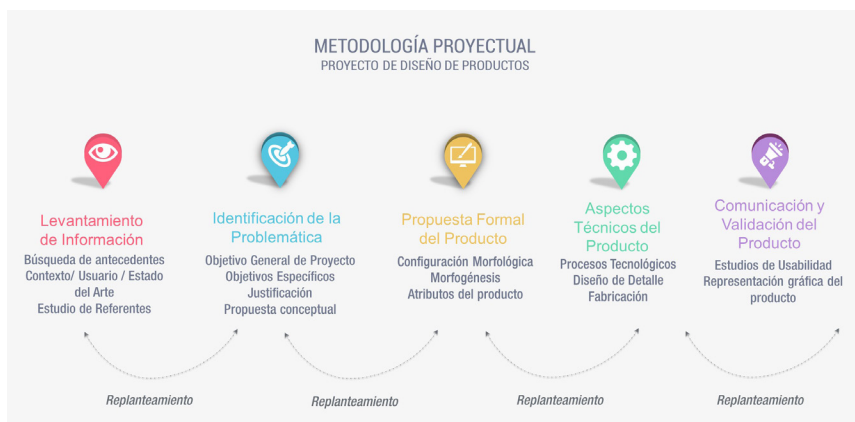 METODOLOGÍA PROYECTUAL
PROYECTO DE DISEÑO DE PRODUCTOS
Levantamiento
de Información
Búsqueda de antecedentes
Contexto/ Usuario / Estado
del Arte
Estudio de Referentes
Identificación de la
Problemática
Objetivo General de Proyecto
Objetivos Específicos
Justificación
Propuesta conceptual
Propuesta Formal
del Producto
Configuración Morfológica
Morfogénesis
Atributos del producto
Aspectos
Técnicos del
Producto
Procesos Tecnológicos
Diseño de Detalle
Fabricación
Comunicación y
Validación del
Producto
Estudios de Usabilidad
Representación gráfica del
producto
Replanteamiento
Replanteamiento
Replanteamiento
Replanteamiento